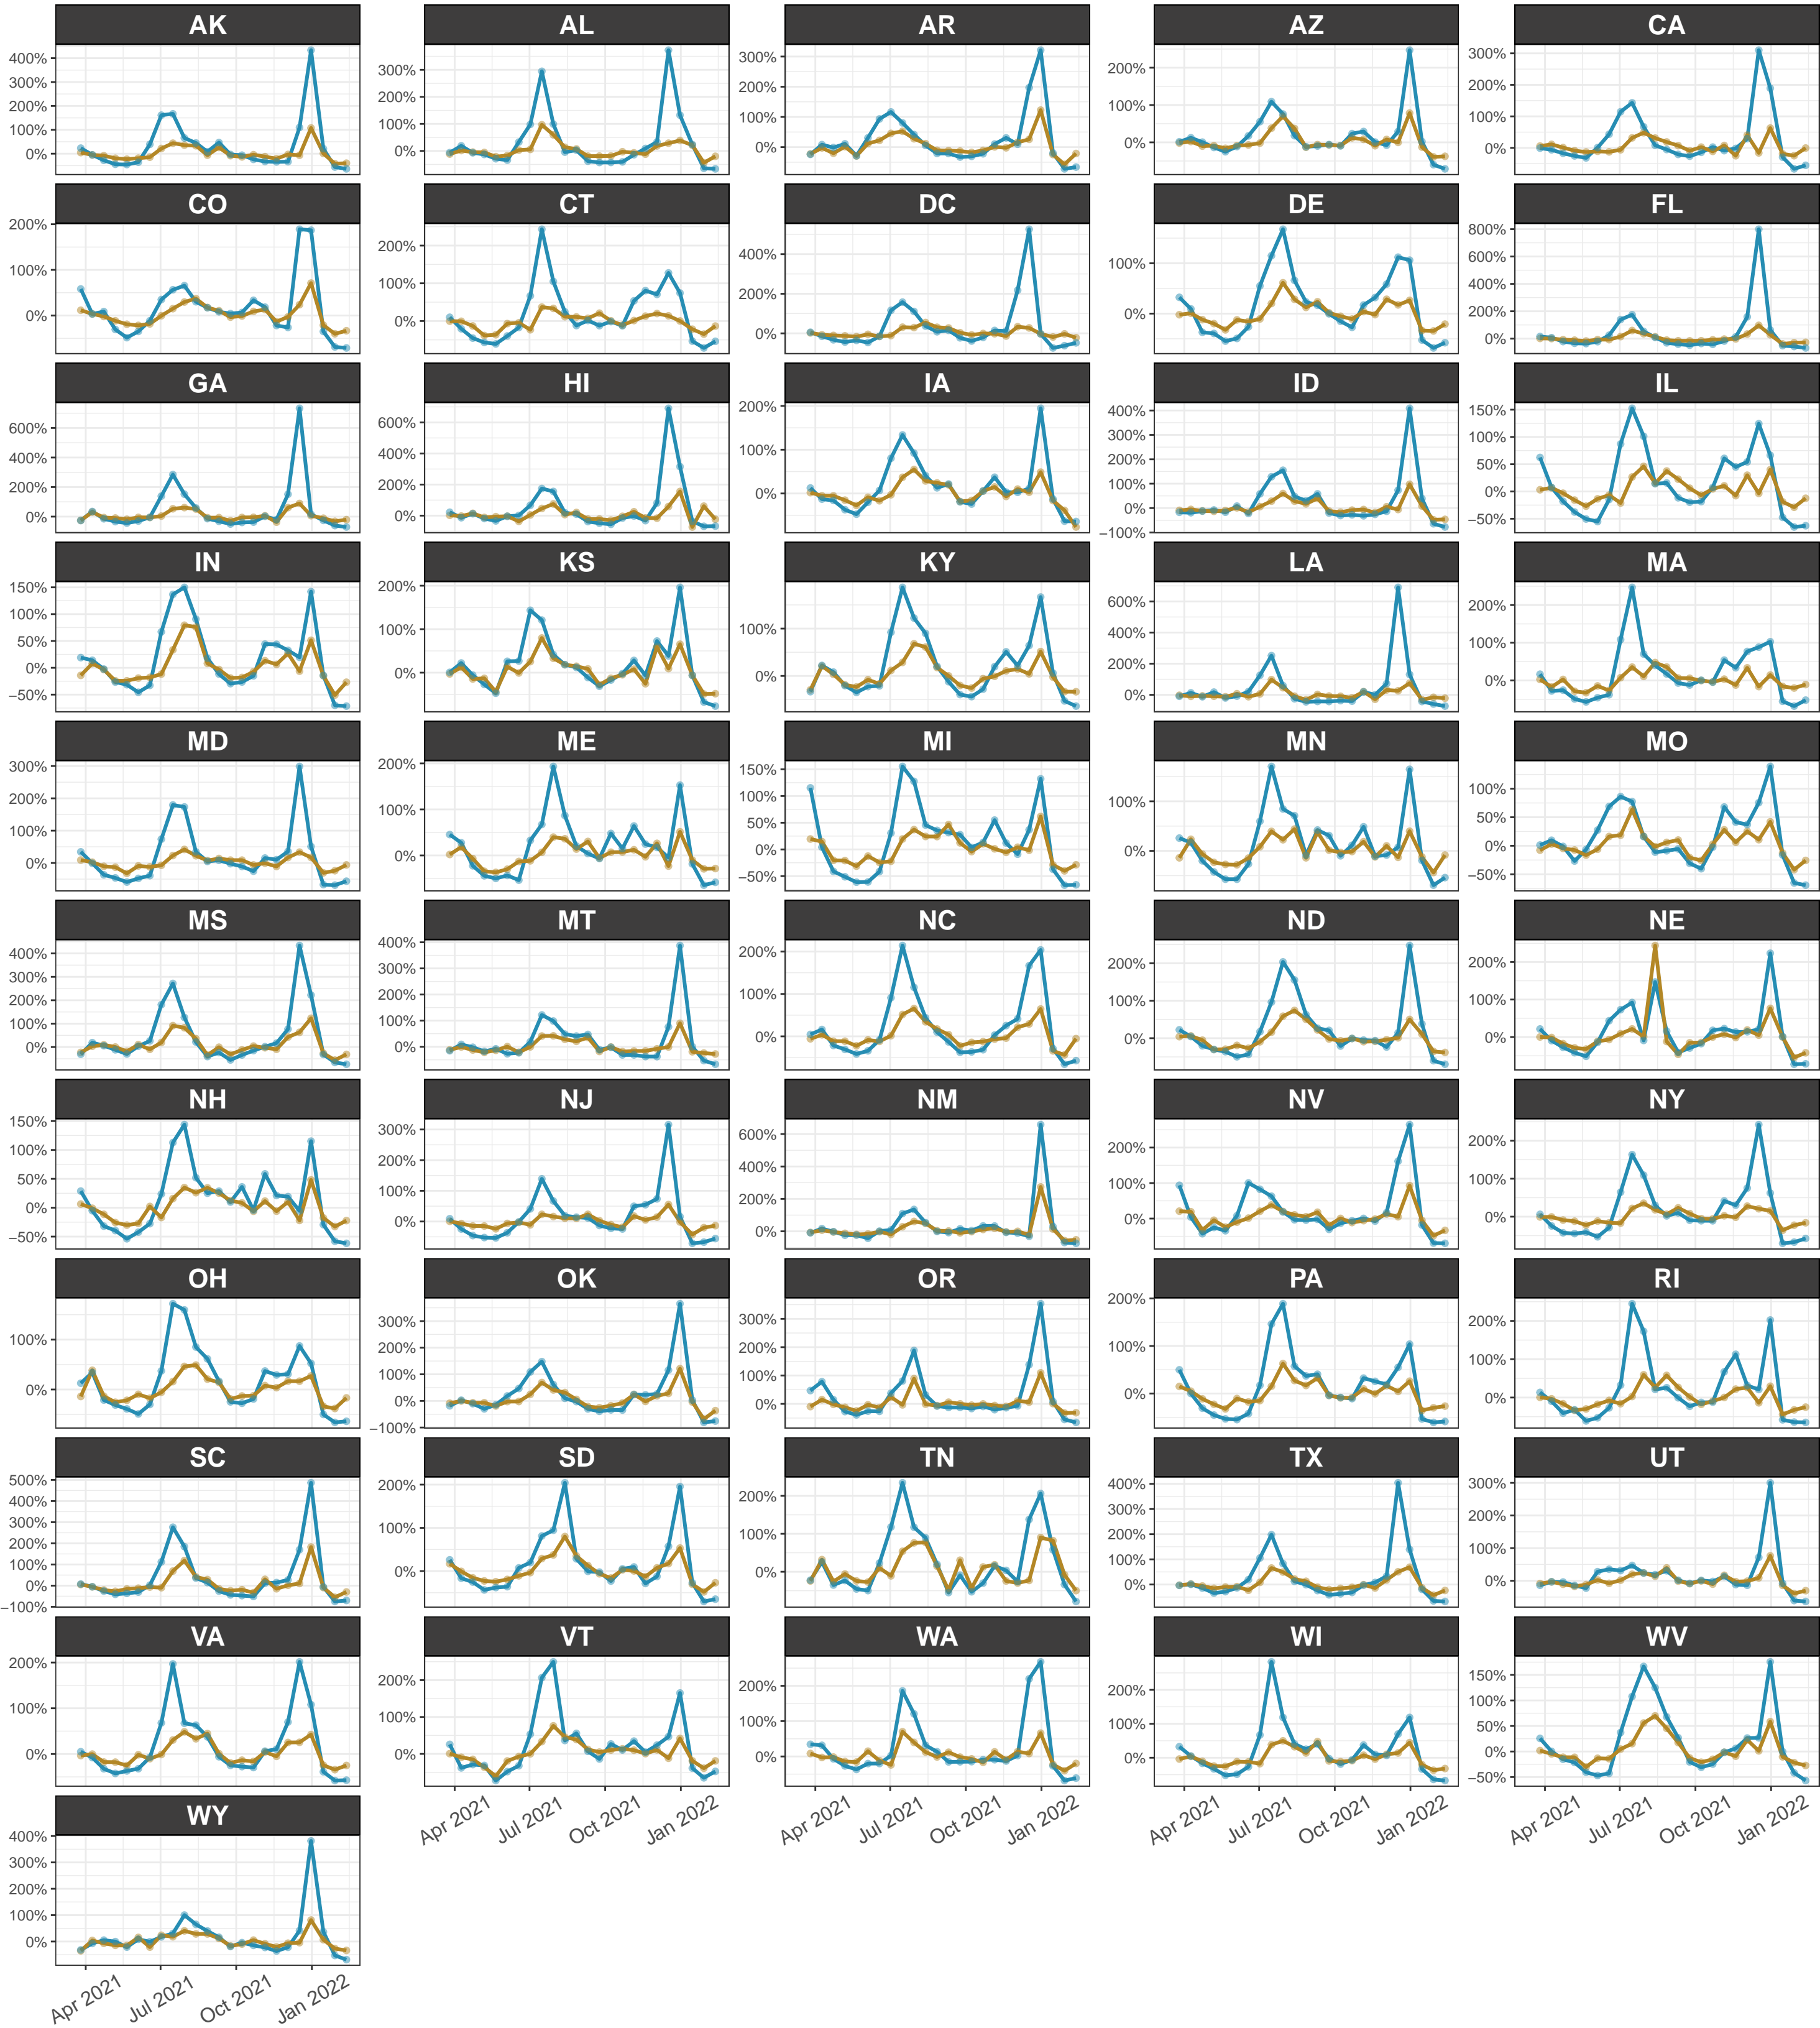 AK AL AR AZ CA
400% 300% 300% 200% 300%
300% 200% 200% 100% 200%
200% 100% 100% 0% 100%
100% 0% 0% 0%
0%
CO CT DC DE FL
200% 200% 400% 100% 800%
100% 100% 200% 0% 600%
0% 0% 0% 400%
200%
0%
GA HI IA ID IL
600% 600% 200% 400% 150%
400% 400% 100% 300% 100%
200% 200% 0% 200% 50%
0% 0% 100% 0%
0% −50%
−100%
IN KS KY LA MA
150% 200% 100% 600% 200%
100% 100% 0% 400% 100%
50% 0% 200% 0%
0% 0%
−50%
MD ME MI MN MO
300% 200% 150% 100% 100%
200% 100% 100% 0% 50%
100% 0% 50% 0%
0% 0% −50%
−50%
MS MT NC ND NE
400% 400% 200% 200% 200%
300% 300% 100% 100% 100%
200% 200% 0% 0% 0%
100% 100%
0% 0%
NH NJ NM NV NY
150% 300% 600% 200% 200%
100% 200% 400% 100% 100%
50% 100% 200% 0% 0%
0% 0% 0%
−50%
OH OK OR PA RI
100% 300% 300% 200% 200%
0% 200% 200% 100% 100%
100% 100% 0% 0%
0% 0%
−100%
SC SD TN TX UT
500% 200% 200% 400% 300%
400% 100% 100% 300% 200%
300% 0% 0% 200% 100%
200% 100% 0%
100% 0%
0%
−100%
VA VT WA WI WV
200% 200% 200% 200% 150%
100% 100% 100% 100% 100%
0% 0% 0% 0% 50%
0%
−50%
Apr 2021 Jul 2021 Oct 2021 Jan 2022 Apr 2021 Jul 2021 Oct 2021 Jan 2022 Apr 2021 Jul 2021 Oct 2021 Jan 2022 Apr 2021 Jul 2021 Oct 2021 Jan 2022
WY
400%
300%
200%
100%
0%
Apr 2021 Jul 2021 Oct 2021 Jan 2022